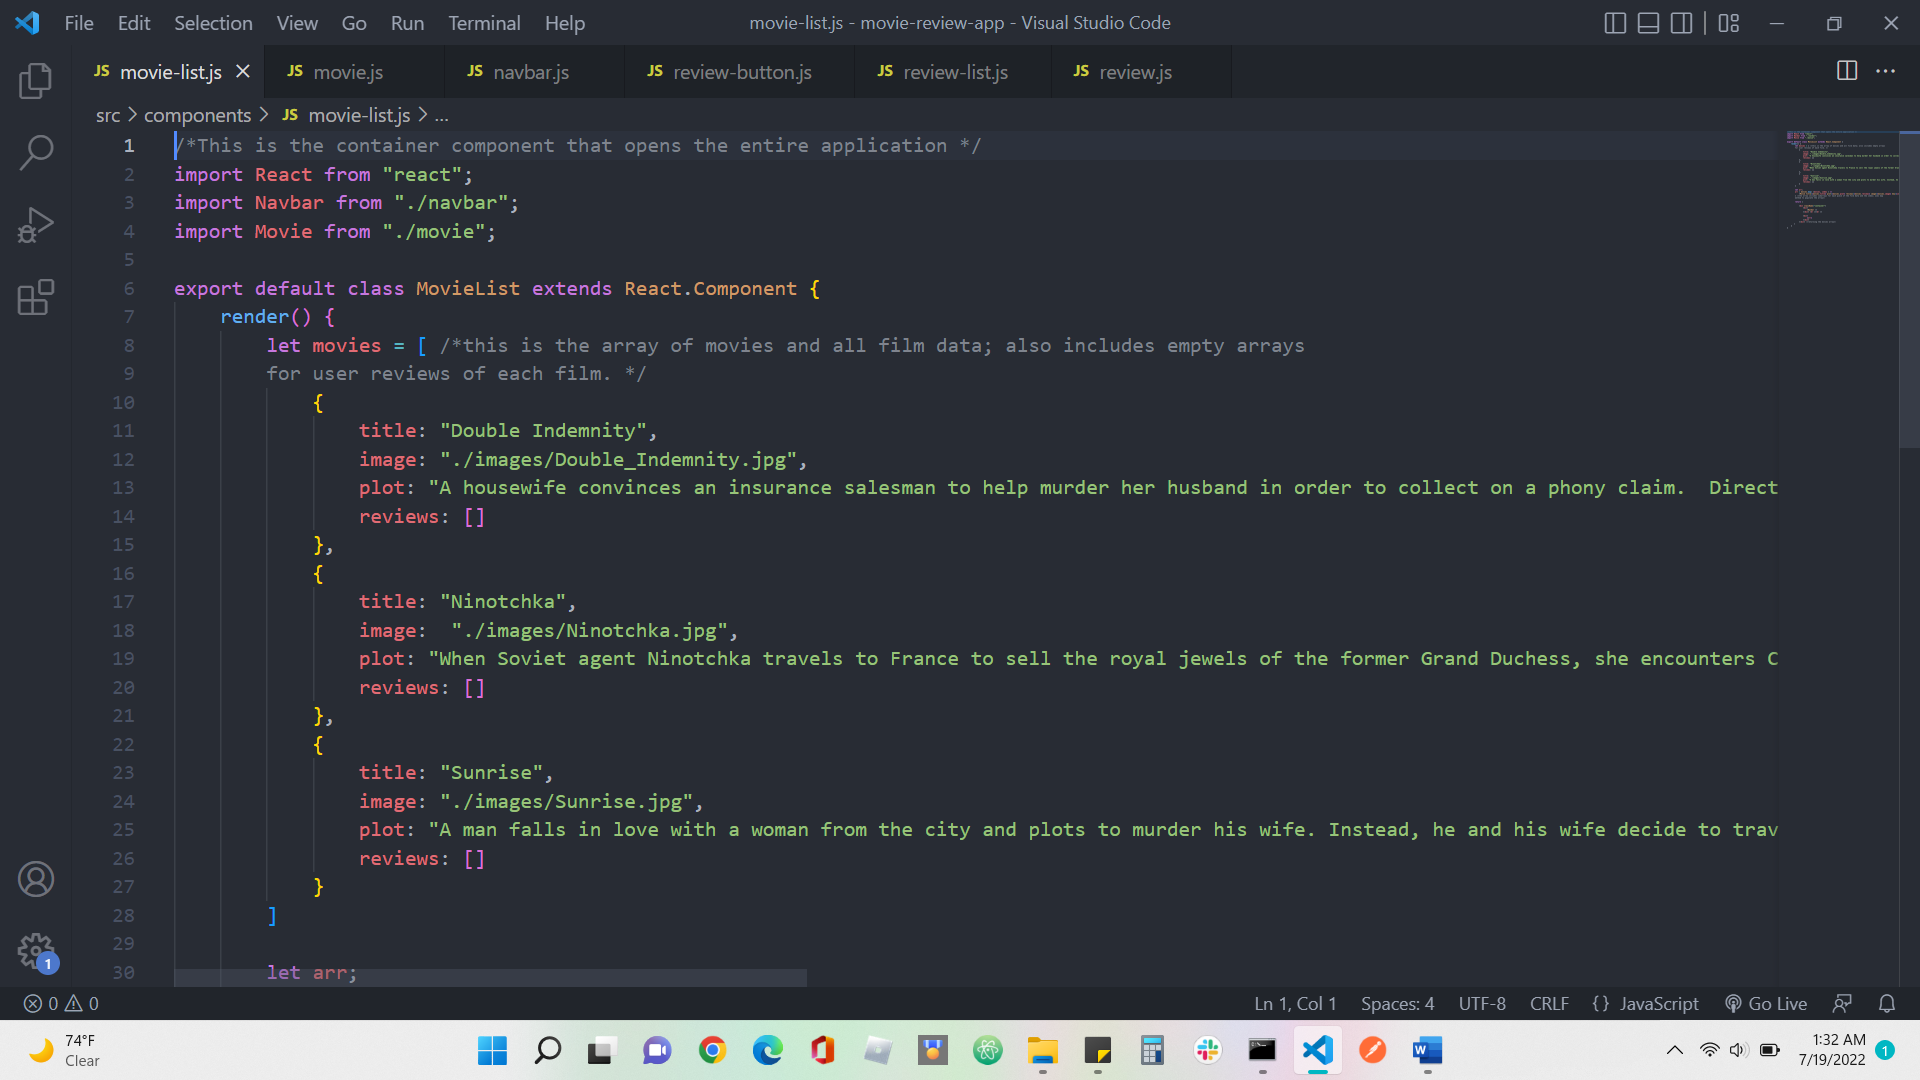 File Edit Selection View Go Run Terminal Help movie-list.js - movie-review-app - Visual Studio Code
JS movie-list.js JS movie.js JS navbar.js JS review-button.js JS review-list.js JS review.js
src > components > JS movie-list.js > ...
1 /*This is the container component that opens the entire application */
2 import React from "react";
3 import Navbar from "./navbar";
4 import Movie from "./movie";
5
6 export default class MovieList extends React.Component {
7 render() {
8 let movies = [ /*this is the array of movies and all film data; also includes empty arrays
9 for user reviews of each film. */
10 {
11 title: "Double Indemnity",
12 image: "./images/Double_Indemnity.jpg",
13 plot: "A housewife convinces an insurance salesman to help murder her husband in order to collect on a phony claim.  Direct
14 reviews: []
15 },
16 {
17 title: "Ninotchka",
18 image:  "./images/Ninotchka.jpg",
19 plot: "When Soviet agent Ninotchka travels to France to sell the royal jewels of the former Grand Duchess, she encounters C
20 reviews: []
21 },
22 {
23 title: "Sunrise",
24 image: "./images/Sunrise.jpg",
25 plot: "A man falls in love with a woman from the city and plots to murder his wife. Instead, he and his wife decide to trav
26 reviews: []
27 }
28 ]
29
30 let arr;
1
0 0 Ln 1, Col 1 Spaces: 4 UTF-8 CRLF {} JavaScript Go Live
74°F
Clear
1:32 AM
7/19/2022
1